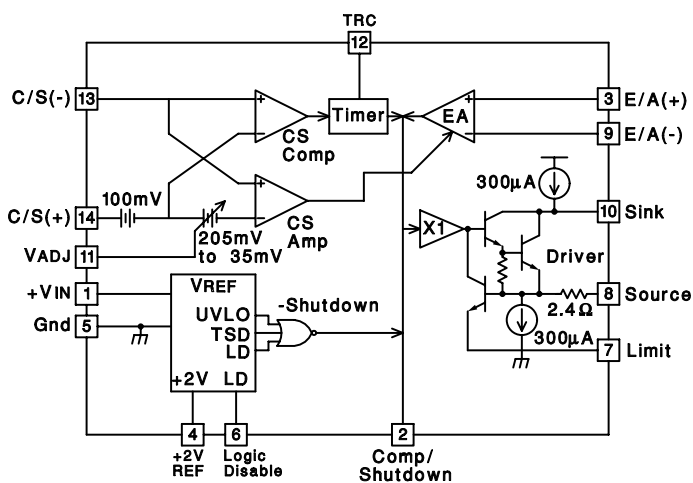 TRC
12
C/S(-) 13
+
-
CS
Comp
Timer
EA
+
-
3 E/A(+)
9 E/A(-)
100mV
C/S(+) 14
205mV
to 35mV
+
-
CS
Amp
VADJ 11
300µA
10 Sink
X1
Driver
+VIN 1
VREF
UVLO
TSD
LD
-Shutdown
Gnd 5
8 Source
2.4Ω
300µA
7 Limit
+2V LD
4
+2V
REF
6
Logic
Disable
2
Comp/
Shutdown